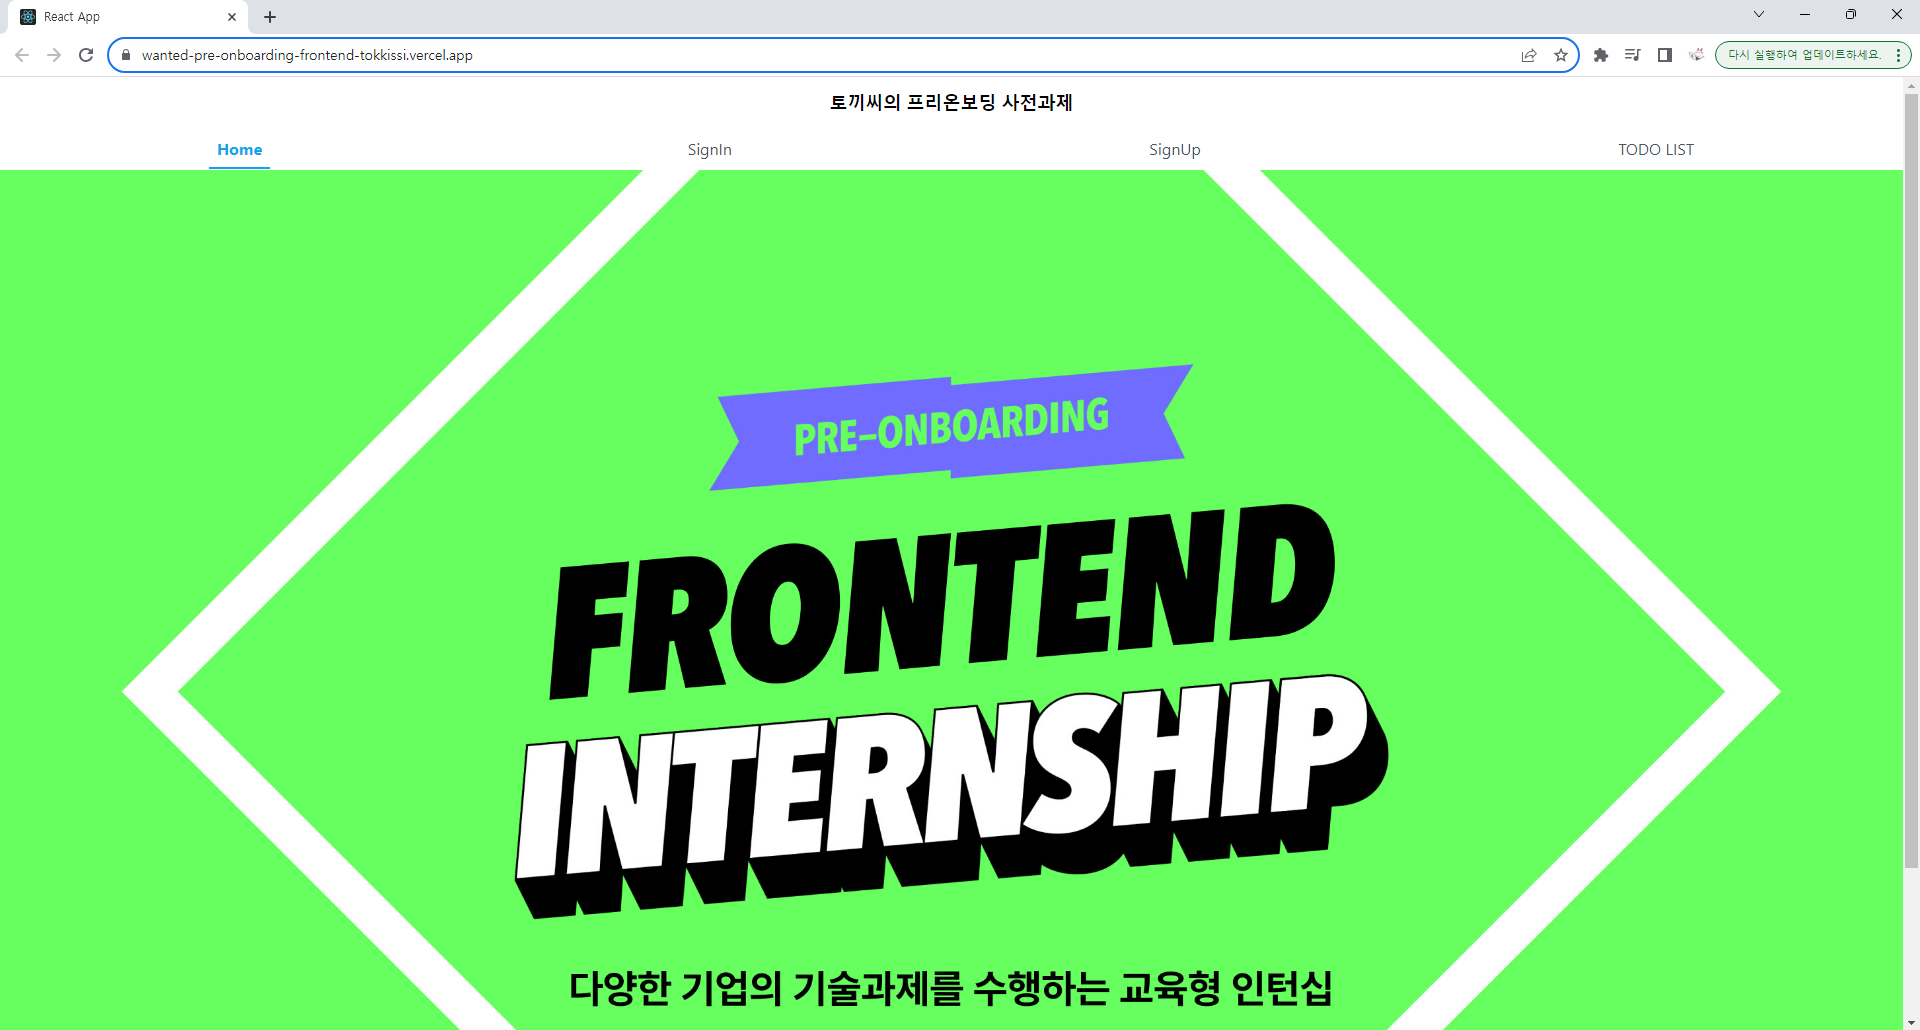 React App
wanted-pre-onboarding-frontend-tokkissi.vercel.app
다시 실행하여 업데이트하세요.
토끼씨의 프리온보딩 사전과제
Home SignIn SignUp TODO LIST
PRE-ONBOARDING
FRONTEND
INTERNSHIP
다양한 기업의 기술과제를 수행하는 교육형 인턴십